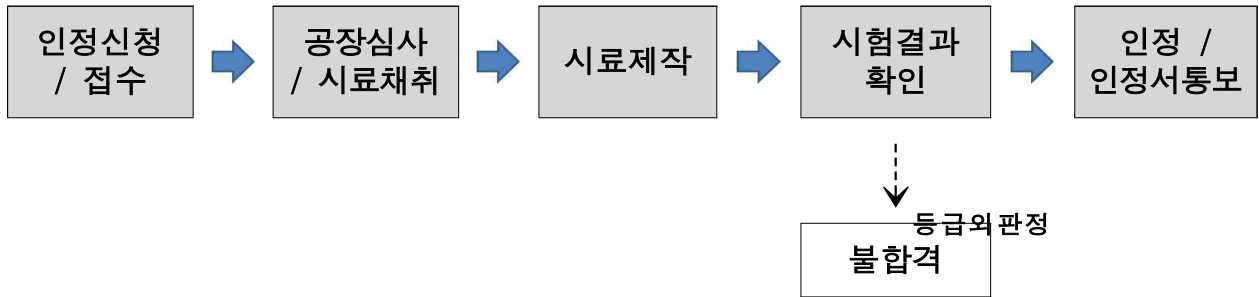 인정신청
/ 접수
공장심사
/ 시료채취
시료제작
시험결과
확인
인정 /
인정서통보
등급외판정
불합격